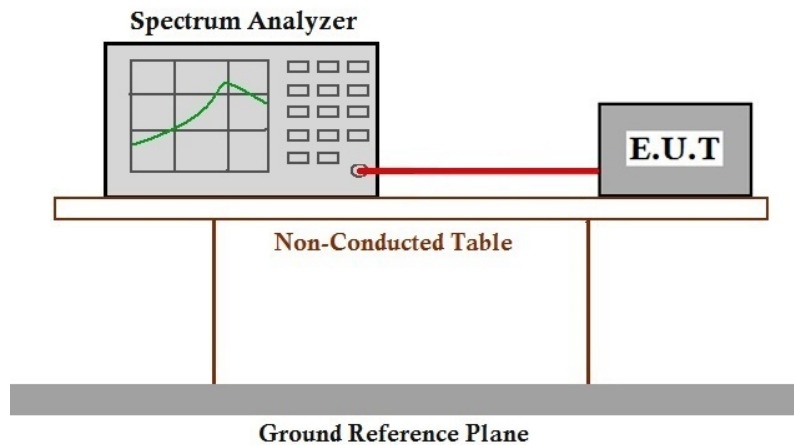 Spectrum Analyzer
E.U.T
Non-Conducted Table
Ground Reference Plane